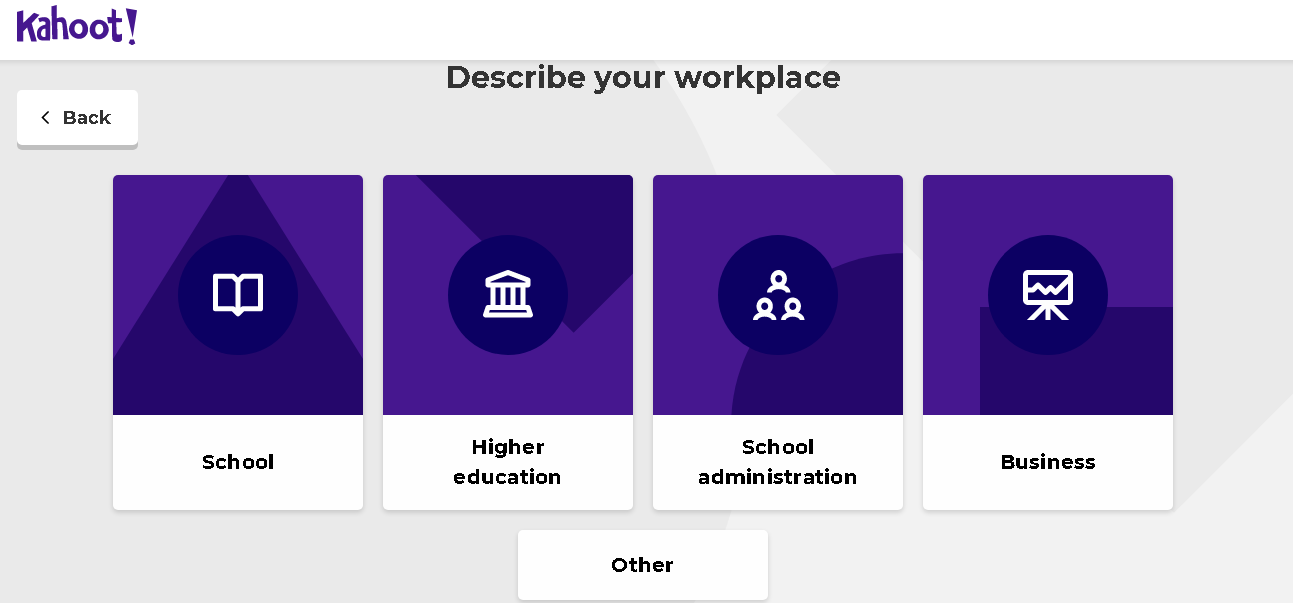 Kahoot!
Describe your workplace
Back
School
Higher
education
School
administration
Business
Other